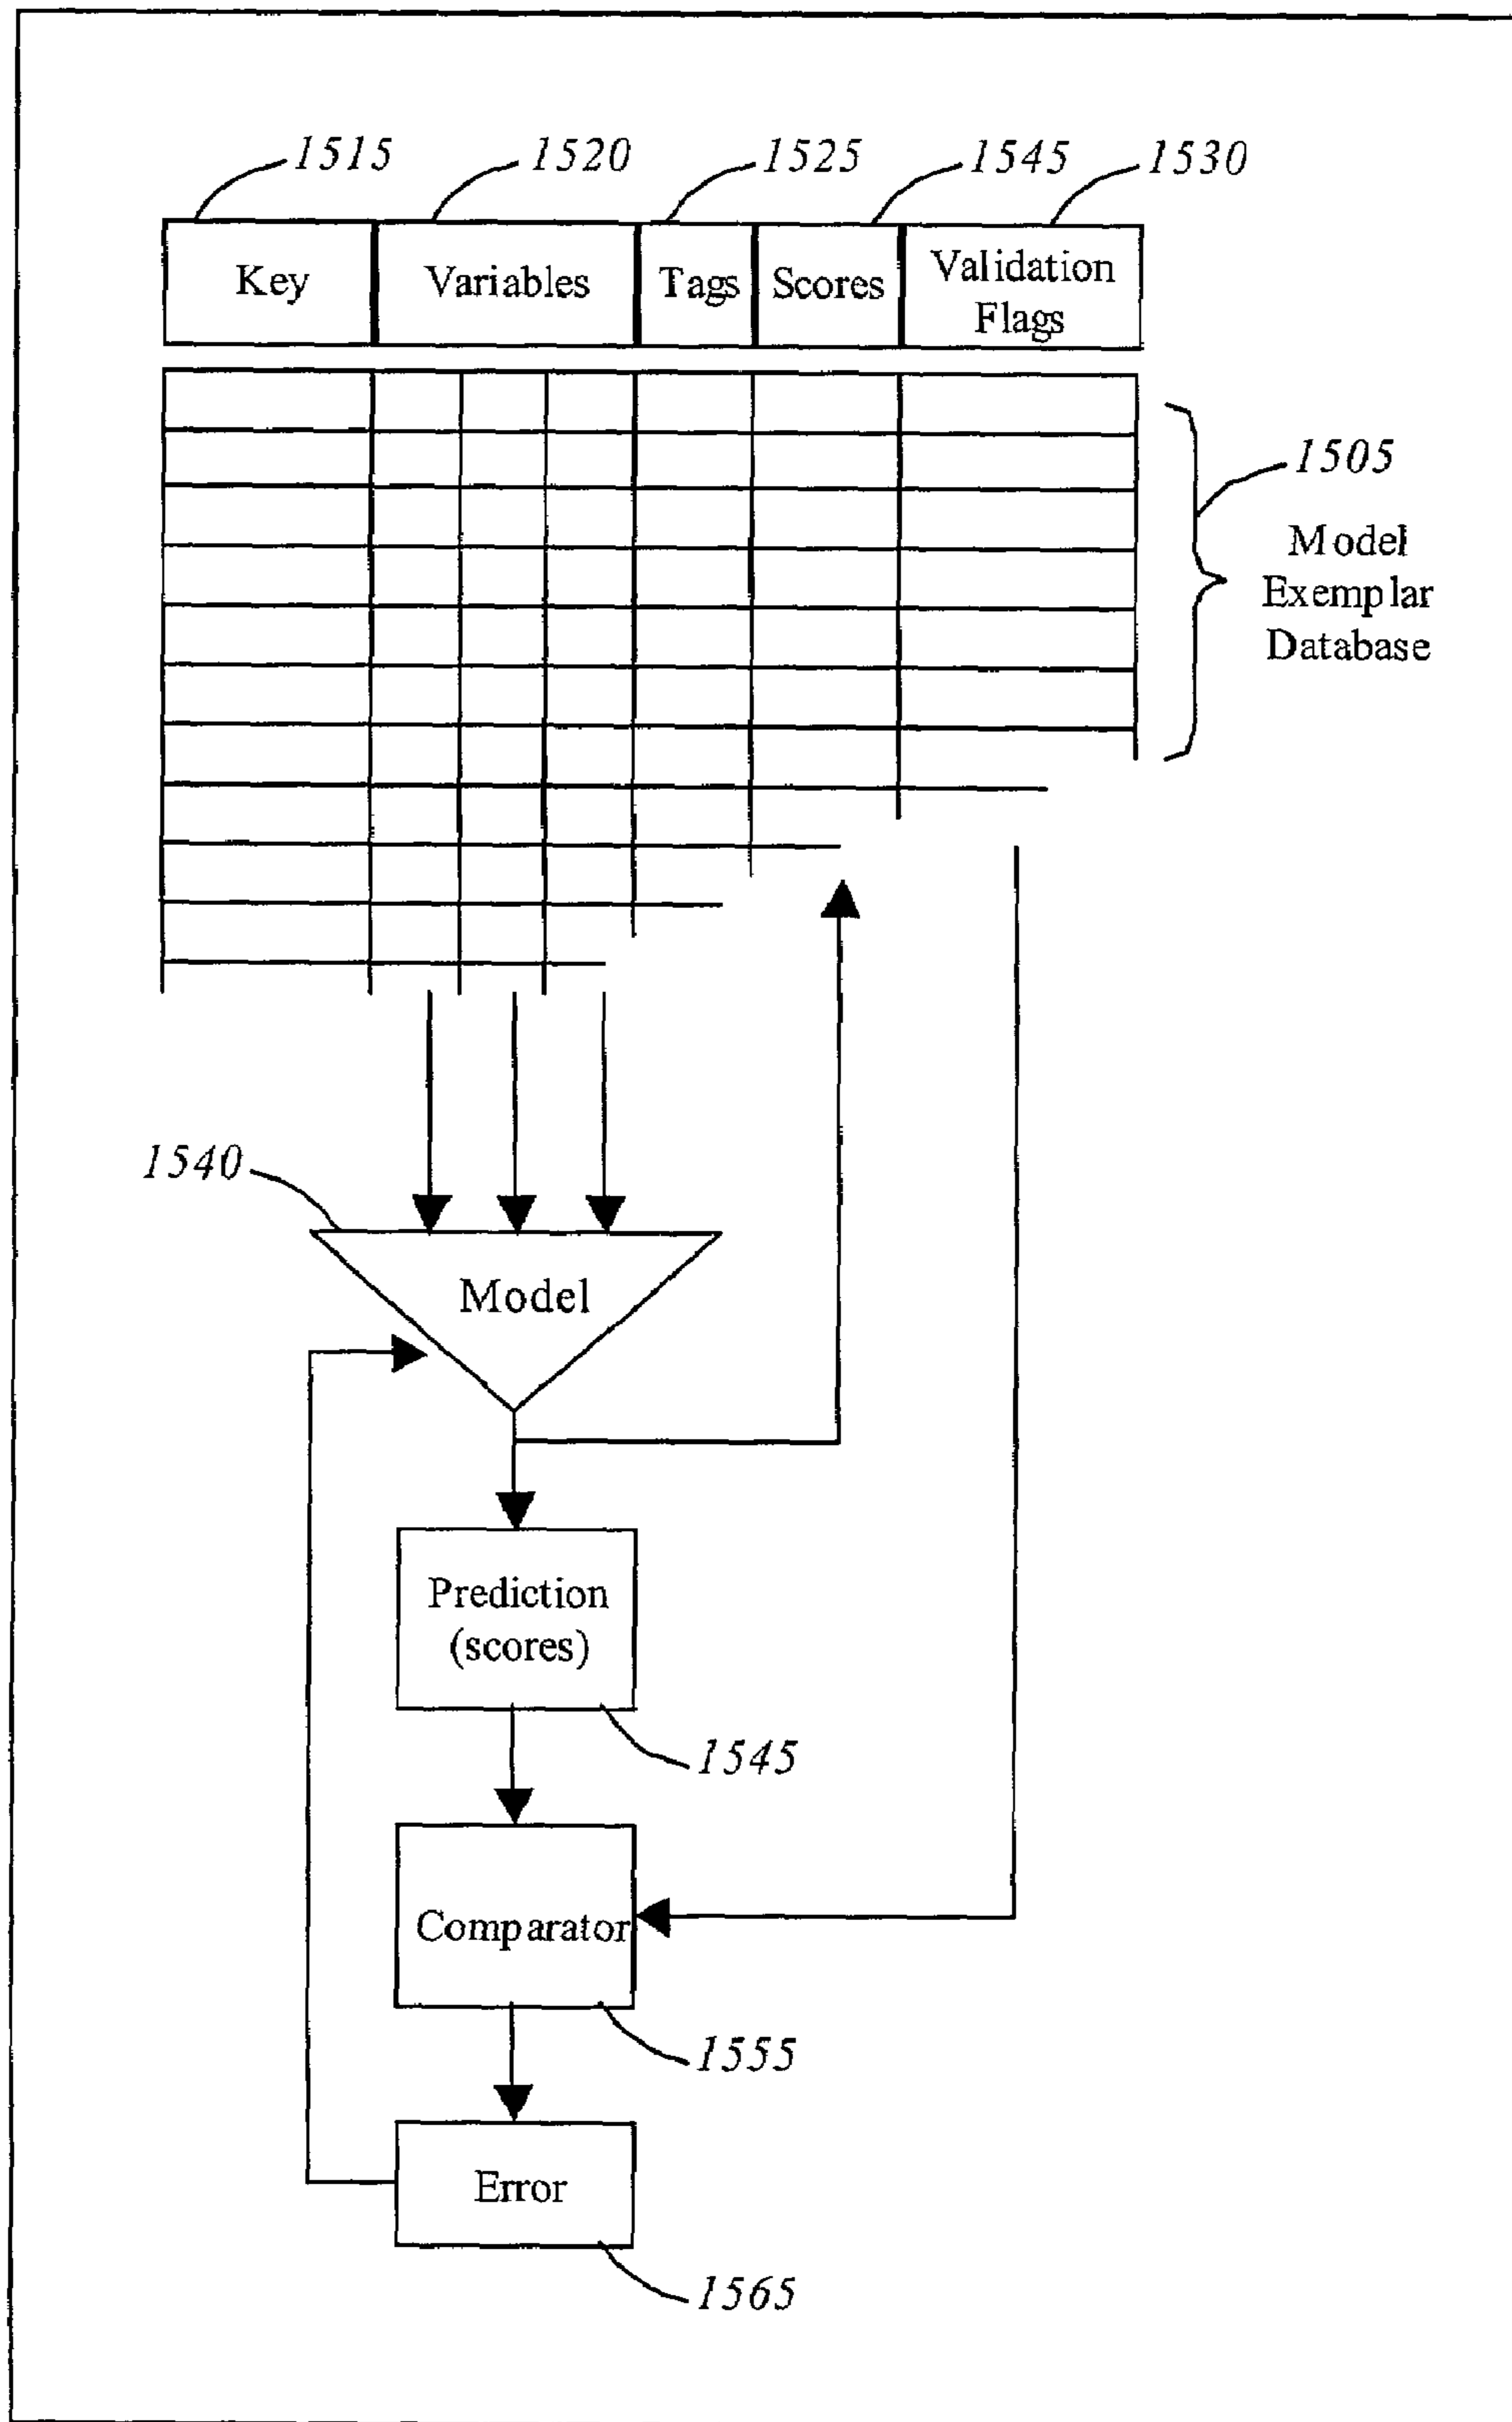 1515 1520 1525 1545 1530
Key Variables Tags Scores Validation
Flags
1505
Model
Exemplar
Database
1540
Model
Prediction
(scores)
1545
Comparator
1555
Error
1565